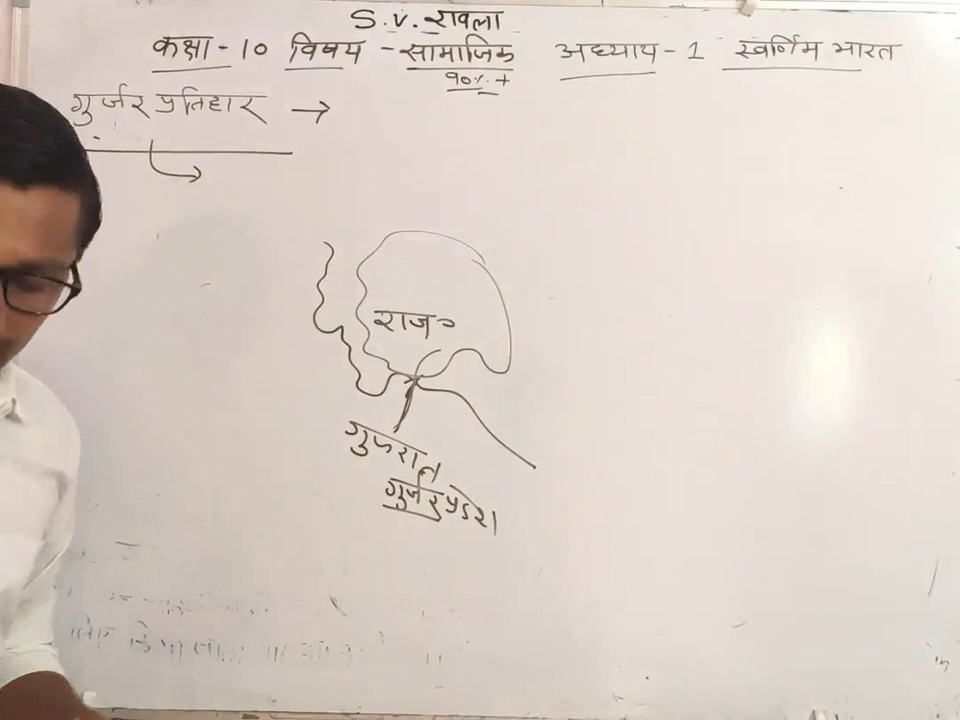 S.V. रावला
कक्षा - 10 विषय - सामाजिक अध्याय - 1 स्वर्णिम भारत
90% +
गुर्जर प्रतिहार →
राज॰
गुजरात
गुर्जर प्रदेश